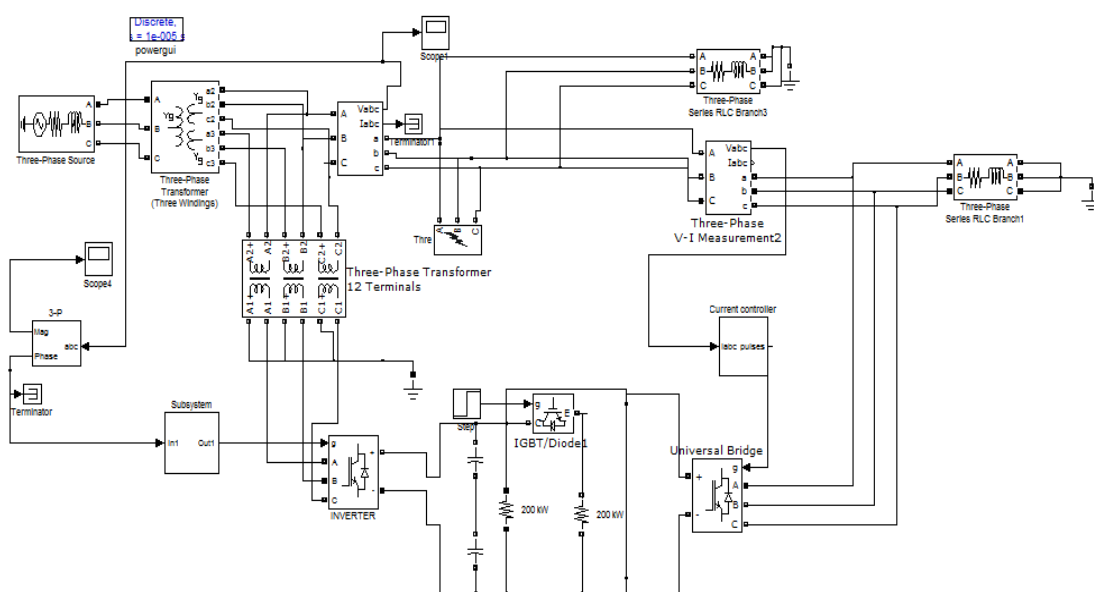 Discrete,
s = 1e-005 s
powergui
Scope1
A
B
C
Three-Phase Source
A
B
C
Yg
Yg
Yg
a2
b2
c2
a3
b3
c3
Three-Phase
Transformer
(Three Windings)
A
B
C
Vabc
Iabc
a
b
c
Terminator1
A
B
C
A
B
C
Three-Phase
Series RLC Branch3
A
B
C
Vabc
Iabc
a
b
c
Three-Phase
V-I Measurement2
A
B
C
A
B
C
Three-Phase
Series RLC Branch1
Thre
A
B
C
Scope4
A2+
A2
B2+
B2
C2+
C2
A1+
A1
B1+
B1
C1+
C1
Three-Phase Transformer
12 Terminals
3-P
Mag
Phase
abc
Terminator
Subsystem
In1
Out1
g
A
B
C
+
-
INVERTER
Step
g
C
E
IGBT/Diode1
200 kW
200 kW
Current controller
Iabc pulses
Universal Bridge
+
-
g
A
B
C